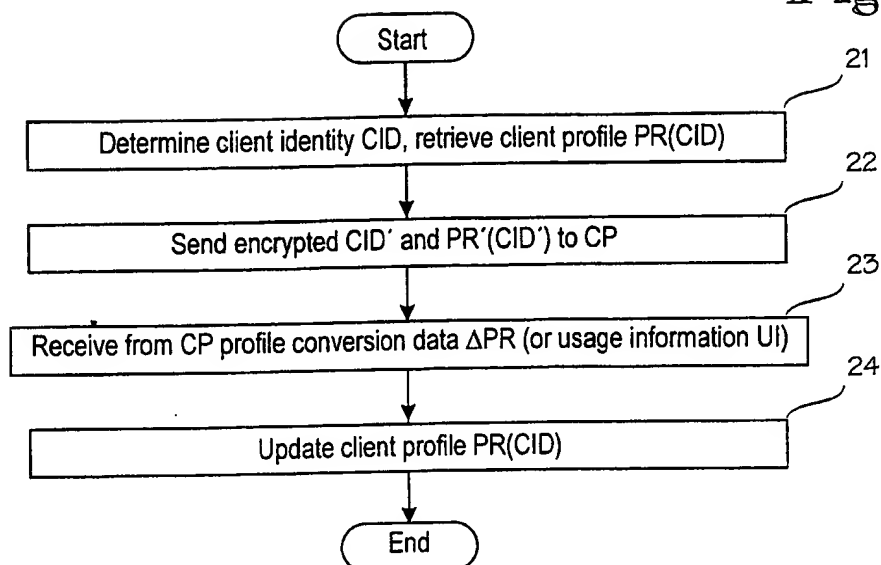 Start
21
Determine client identity CID, retrieve client profile PR(CID)
22
Send encrypted CID´ and PR´(CID´) to CP
23
Receive from CP profile conversion data ΔPR (or usage information UI)
24
Update client profile PR(CID)
End